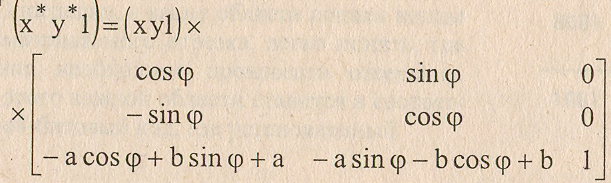 (x* y* 1) = (x y 1) ×
cos φ sin φ 0
× − sin φ cos φ 0
− a cos φ + b sin φ + a − a sin φ − b cos φ + b 1